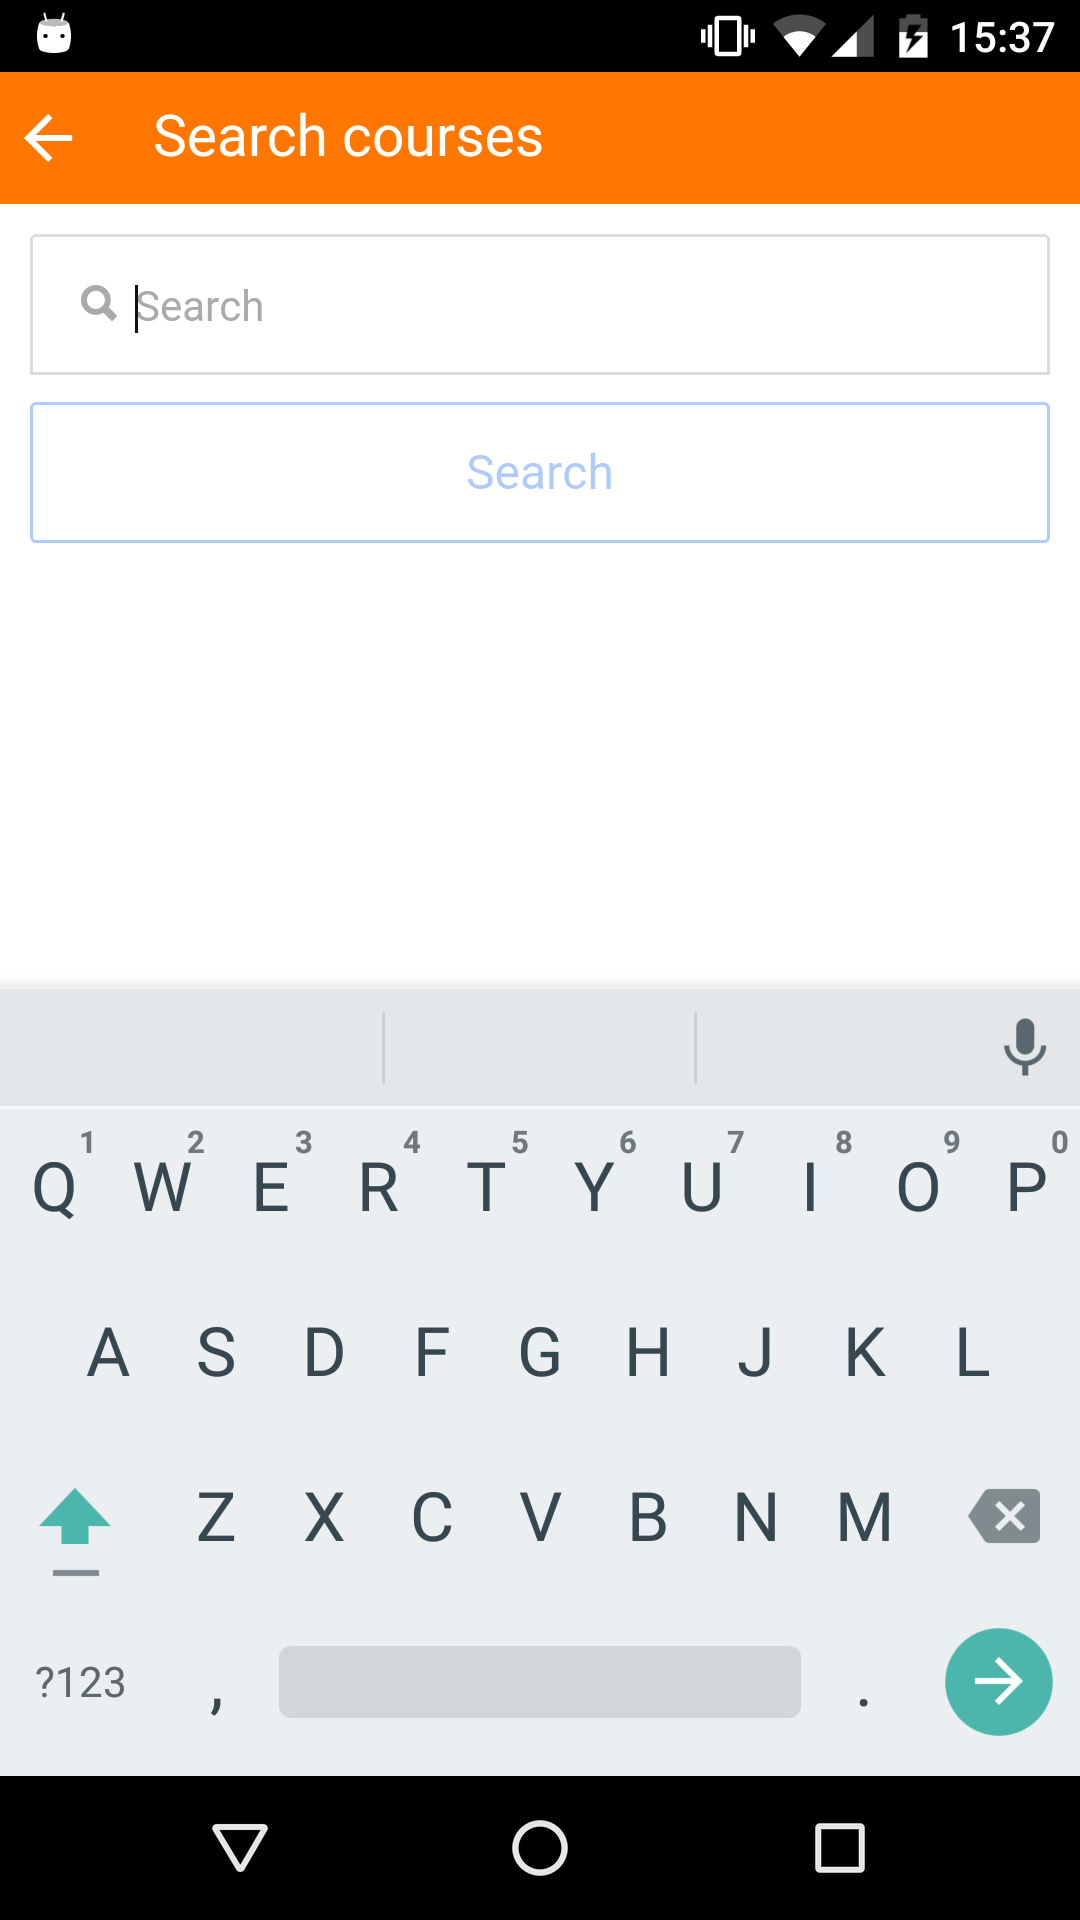 15:37
Search courses
Search
Search
1 2 3 4 5 6 7 8 9 0
Q W E R T Y U I O P
A S D F G H J K L
Z X C V B N M
?123 , .